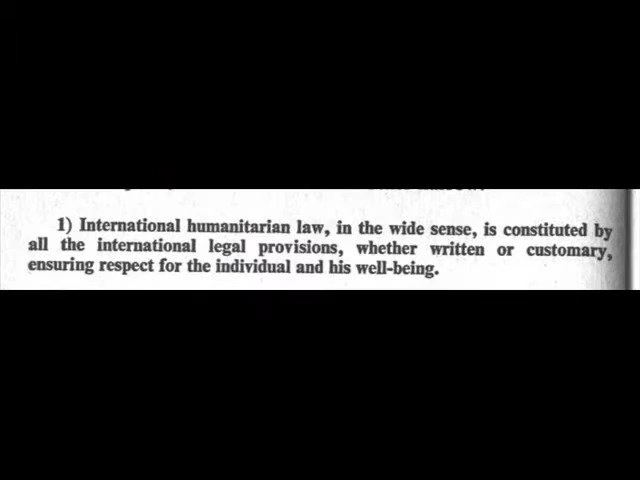 1) International humanitarian law, in the wide sense, is constituted by
all the international legal provisions, whether written or customary,
ensuring respect for the individual and his well-being.